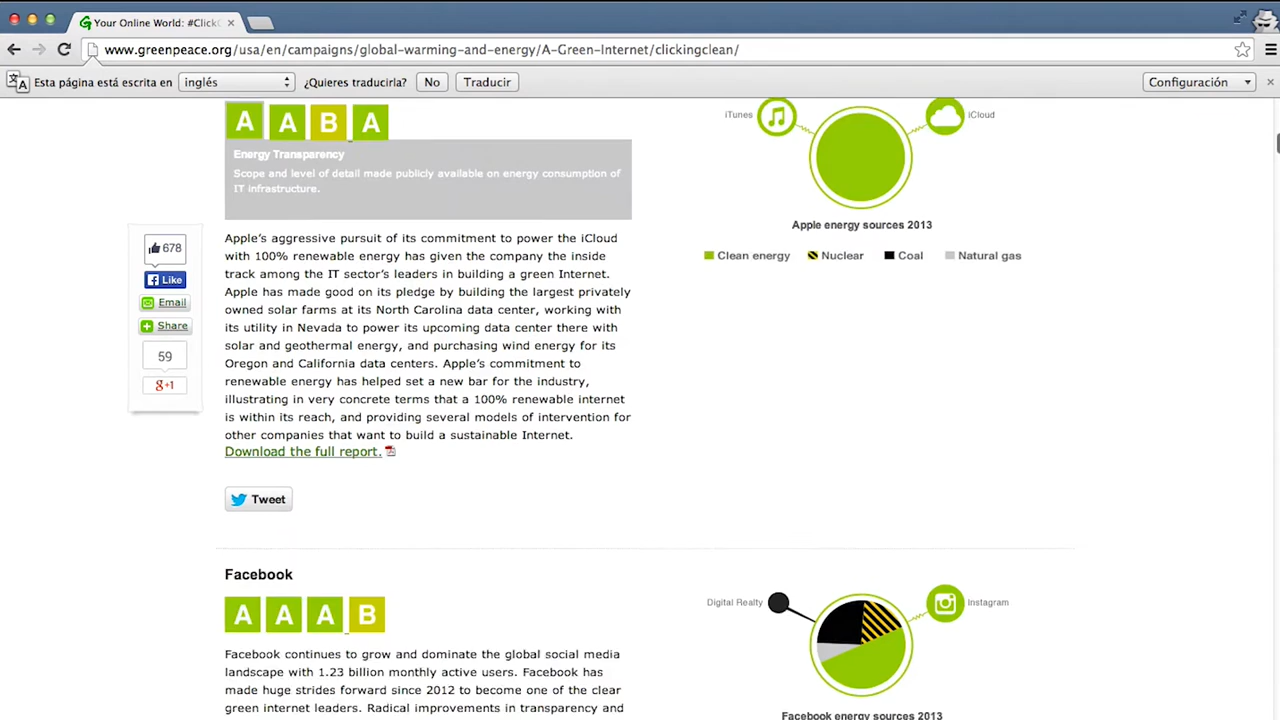 Your Online World: #ClickC
www.greenpeace.org/usa/en/campaigns/global-warming-and-energy/A-Green-Internet/clickingclean/
Esta página está escrita en inglés ¿Quieres traducirla? No Traducir Configuración
A A B A
Energy Transparency
Scope and level of detail made publicly available on energy consumption of
IT infrastructure.
iTunes
iCloud
Apple energy sources 2013
Clean energy Nuclear Coal Natural gas
678
Like
Email
Share
59
g+1
Apple's aggressive pursuit of its commitment to power the iCloud
with 100% renewable energy has given the company the inside
track among the IT sector's leaders in building a green Internet.
Apple has made good on its pledge by building the largest privately
owned solar farms at its North Carolina data center, working with
its utility in Nevada to power its upcoming data center there with
solar and geothermal energy, and purchasing wind energy for its
Oregon and California data centers. Apple's commitment to
renewable energy has helped set a new bar for the industry,
illustrating in very concrete terms that a 100% renewable internet
is within its reach, and providing several models of intervention for
other companies that want to build a sustainable Internet.
Download the full report.
Tweet
Facebook
A A A B
Facebook continues to grow and dominate the global social media
landscape with 1.23 billion monthly active users. Facebook has
made huge strides forward since 2012 to become one of the clear
green internet leaders. Radical improvements in transparency and
Digital Realty
Instagram
Facebook energy sources 2013